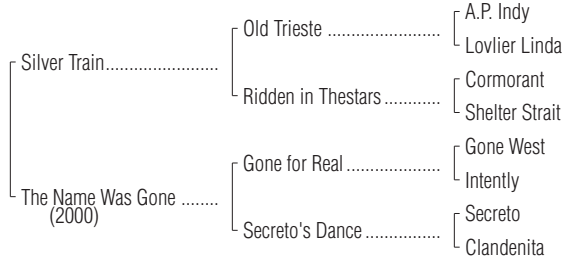 A.P. Indy
Old Trieste ........................
Lovlier Linda
Silver Train........................
Cormorant
Ridden in Thestars ............
Shelter Strait
Gone West
Gone for Real ....................
Intently
The Name Was Gone ........
(2000)
Secreto
Secreto's Dance ................
Clandenita